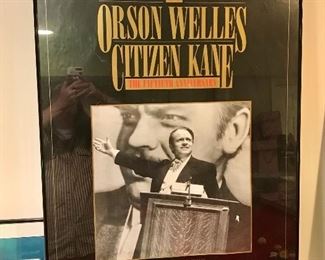 ORSON WELLES
CITIZEN KANE
THE FIFTIETH ANNIVERSARY